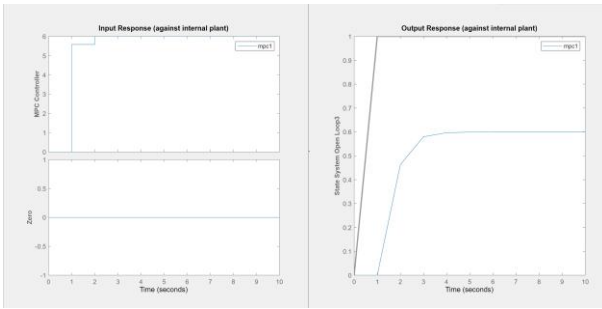 Input Response (against internal plant)
mpc1
MPC Controller
6
5
4
3
2
1
0
Zero
1
0.5
0
-0.5
-1
0 1 2 3 4 5 6 7 8 9 10
Time (seconds)
Output Response (against internal plant)
mpc1
State System Open Loop3
1
0.9
0.8
0.7
0.6
0.5
0.4
0.3
0.2
0.1
0
0 1 2 3 4 5 6 7 8 9 10
Time (seconds)